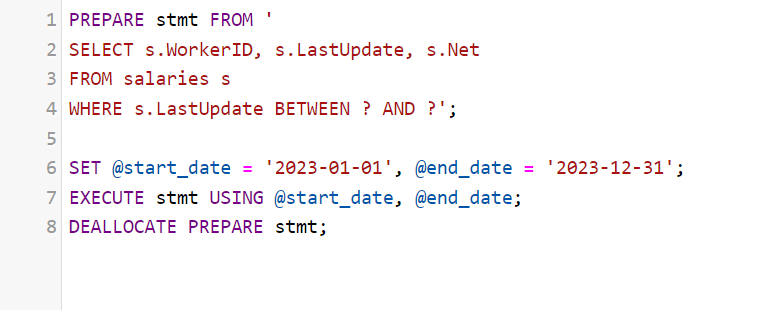 1 PREPARE stmt FROM '
2 SELECT s.WorkerID, s.LastUpdate, s.Net
3 FROM salaries s
4 WHERE s.LastUpdate BETWEEN ? AND ?';
5
6 SET @start_date = '2023-01-01', @end_date = '2023-12-31';
7 EXECUTE stmt USING @start_date, @end_date;
8 DEALLOCATE PREPARE stmt;